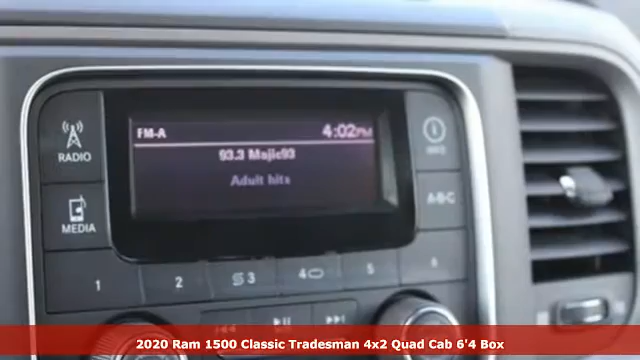 FM-A 4:02PM
93.3 Majic93
Adult hits
RADIO INFO
MEDIA A-B-C
1 2 3 4 5 6
2020 Ram 1500 Classic Tradesman 4x2 Quad Cab 6'4 Box